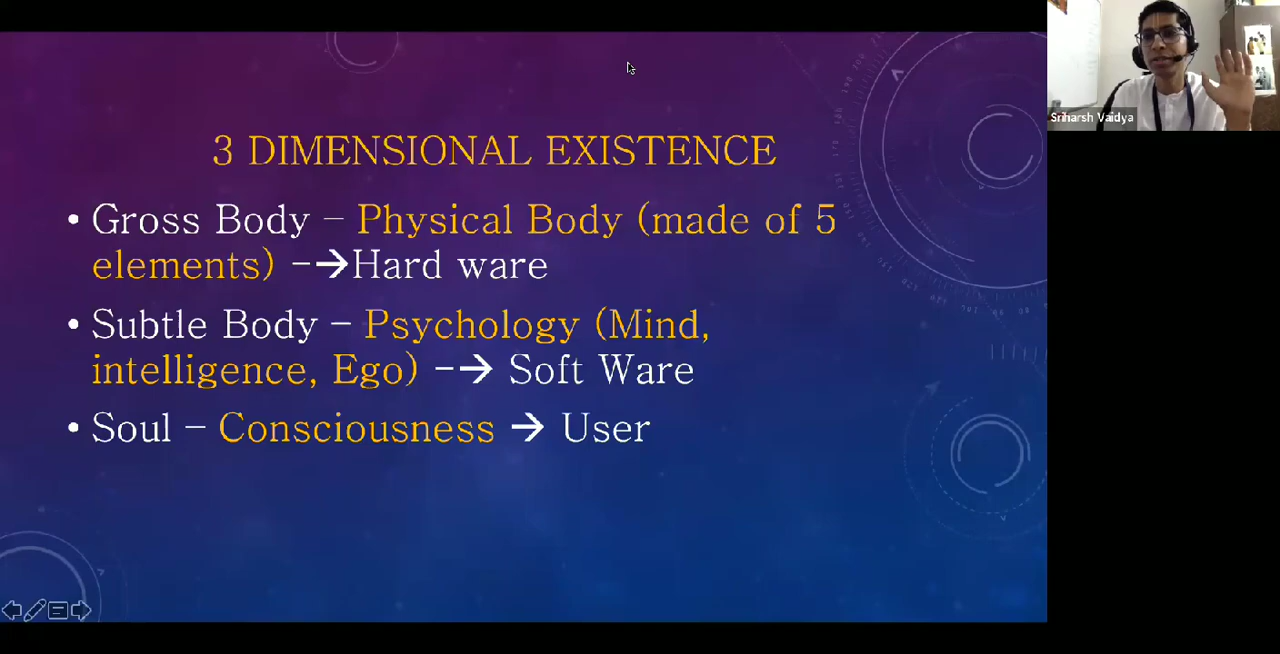 3 DIMENSIONAL EXISTENCE
• Gross Body – Physical Body (made of 5
elements) –→Hard ware
• Subtle Body – Psychology (Mind,
intelligence, Ego) –→ Soft Ware
• Soul – Consciousness → User
Sriharsh Vaidya